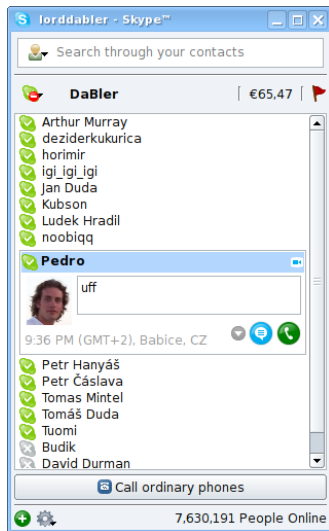 lorddabler - Skype™
Search through your contacts
DaBler €65,47
Arthur Murray
deziderkukurica
horimir
igi_igi_igi
Jan Duda
Kubson
Ludek Hradil
noobiqq
Pedro
uff
9:36 PM (GMT+2), Babice, CZ
Petr Hanyáš
Petr Čáslava
Tomas Mintel
Tomáš Duda
Tuomi
Budik
David Durman
Call ordinary phones
7,630,191 People Online